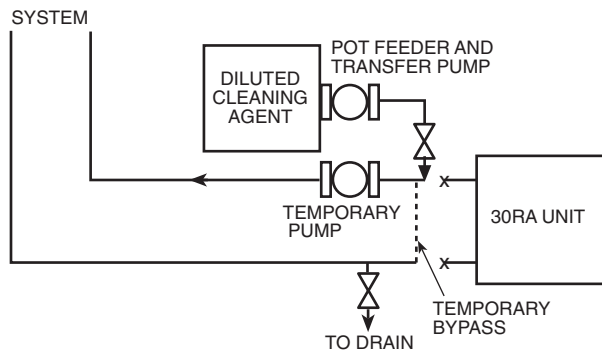 SYSTEM
POT FEEDER AND
TRANSFER PUMP
DILUTED
CLEANING
AGENT
TEMPORARY
PUMP
x
x
30RA UNIT
TEMPORARY
BYPASS
TO DRAIN